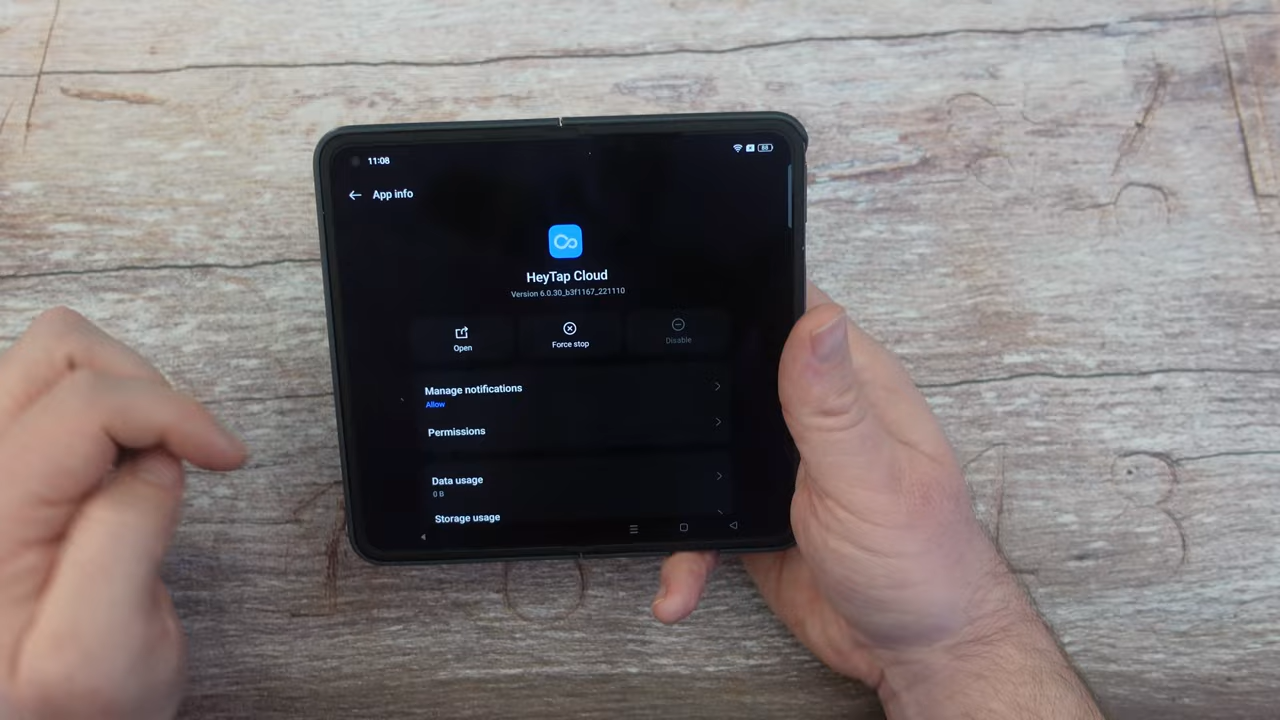 11:08
88
App info
HeyTap Cloud
Version 6.0.30_b3f1167_221110
Open
Force stop
Disable
Manage notifications
Allow
Permissions
Data usage
0 B
Storage usage